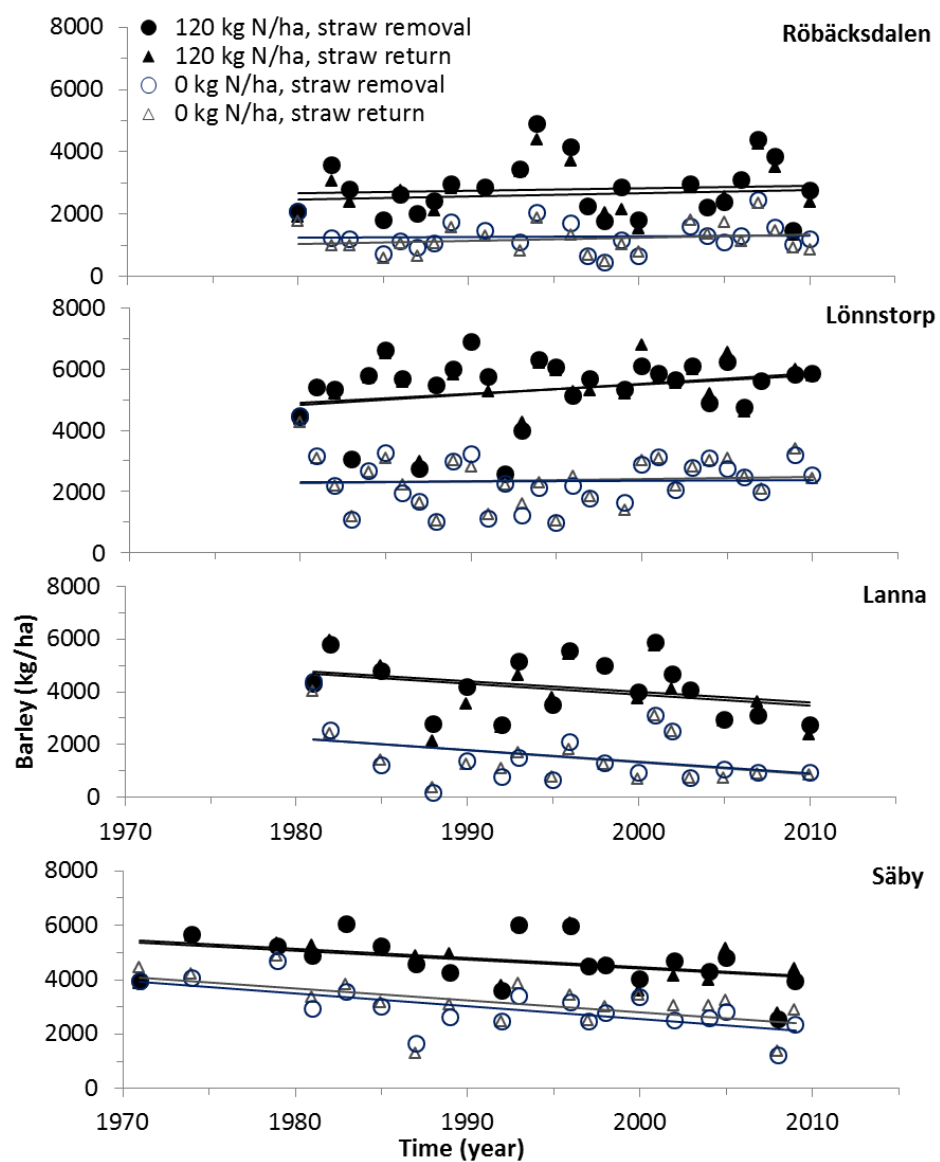 8000
● 120 kg N/ha, straw removal
Röbäcksdalen
▲ 120 kg N/ha, straw return
6000
○ 0 kg N/ha, straw removal
△ 0 kg N/ha, straw return
4000
2000
0
8000
Lönnstorp
6000
4000
2000
0
8000
Lanna
6000
4000
2000
0
1970 1980 1990 2000 2010
Barley (kg/ha)
8000
Säby
6000
4000
2000
0
1970 1980 1990 2000 2010
Time (year)